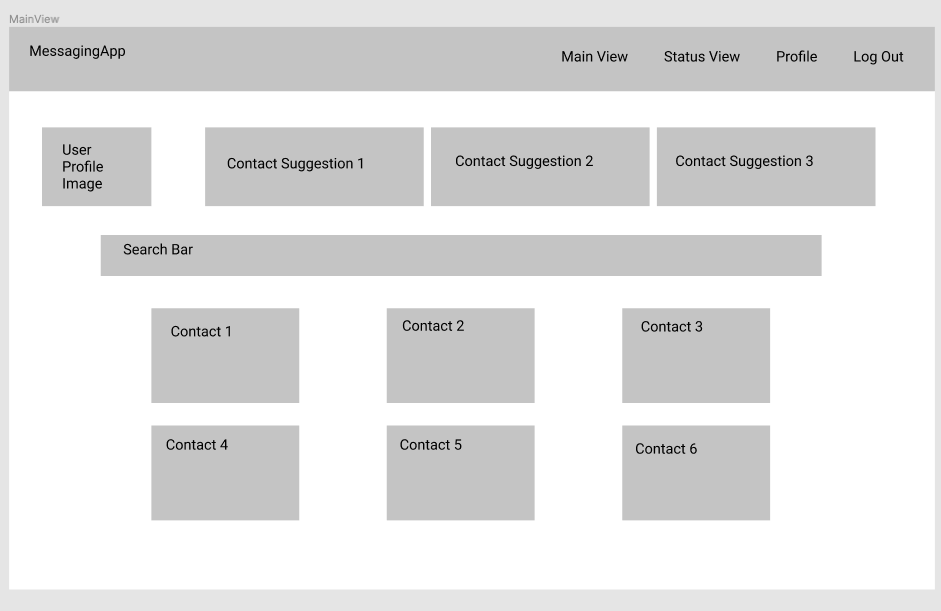 MainView
MessagingApp
Main View
Status View
Profile
Log Out
User
Profile
Image
Contact Suggestion 1
Contact Suggestion 2
Contact Suggestion 3
Search Bar
Contact 1
Contact 2
Contact 3
Contact 4
Contact 5
Contact 6